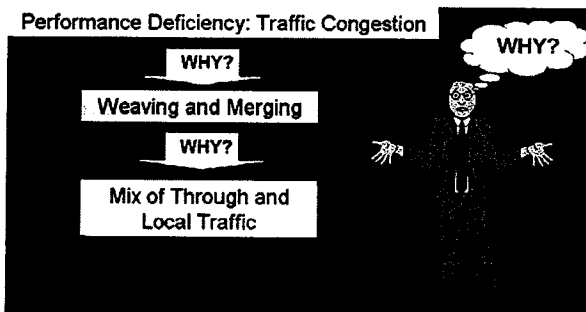 Performance Deficiency: Traffic Congestion
WHY?
WHY?
Weaving and Merging
WHY?
Mix of Through and
Local Traffic